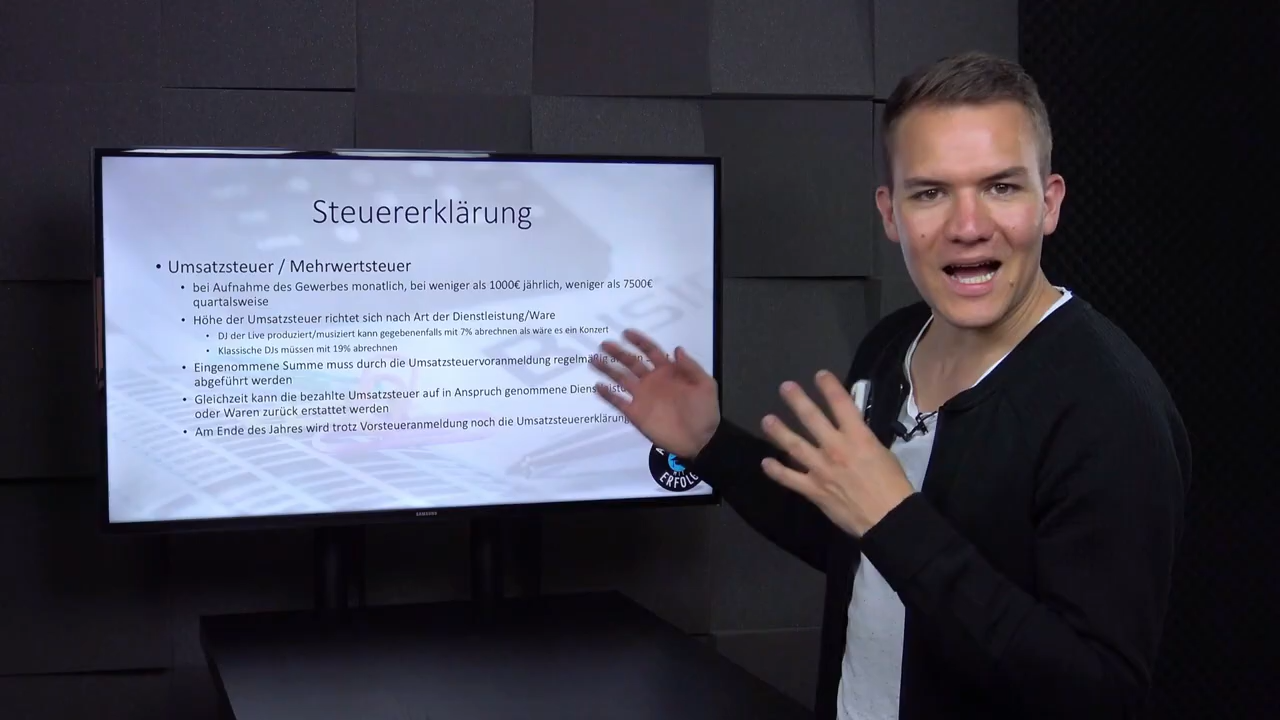 Steuererklärung
• Umsatzsteuer / Mehrwertsteuer
• bei Aufnahme des Gewerbes monatlich, bei weniger als 1000€ jährlich, weniger als 7500€
quartalsweise
• Höhe der Umsatzsteuer richtet sich nach Art der Dienstleistung/Ware
• DJ der Live produziert/musiziert kann gegebenenfalls mit 7% abrechnen als wäre es ein Konzert
• Klassische DJs müssen mit 19% abrechnen
• Eingenommene Summe muss durch die Umsatzsteuervoranmeldung regelmäßig
abgeführt werden
• Gleichzeit kann die bezahlte Umsatzsteuer auf in Anspruch genommene
oder Waren zurück erstattet werden
• Am Ende des Jahres wird trotz Vorsteueranmeldung noch die Umsatzsteuererklärung
ERFOLG
SAMSUNG